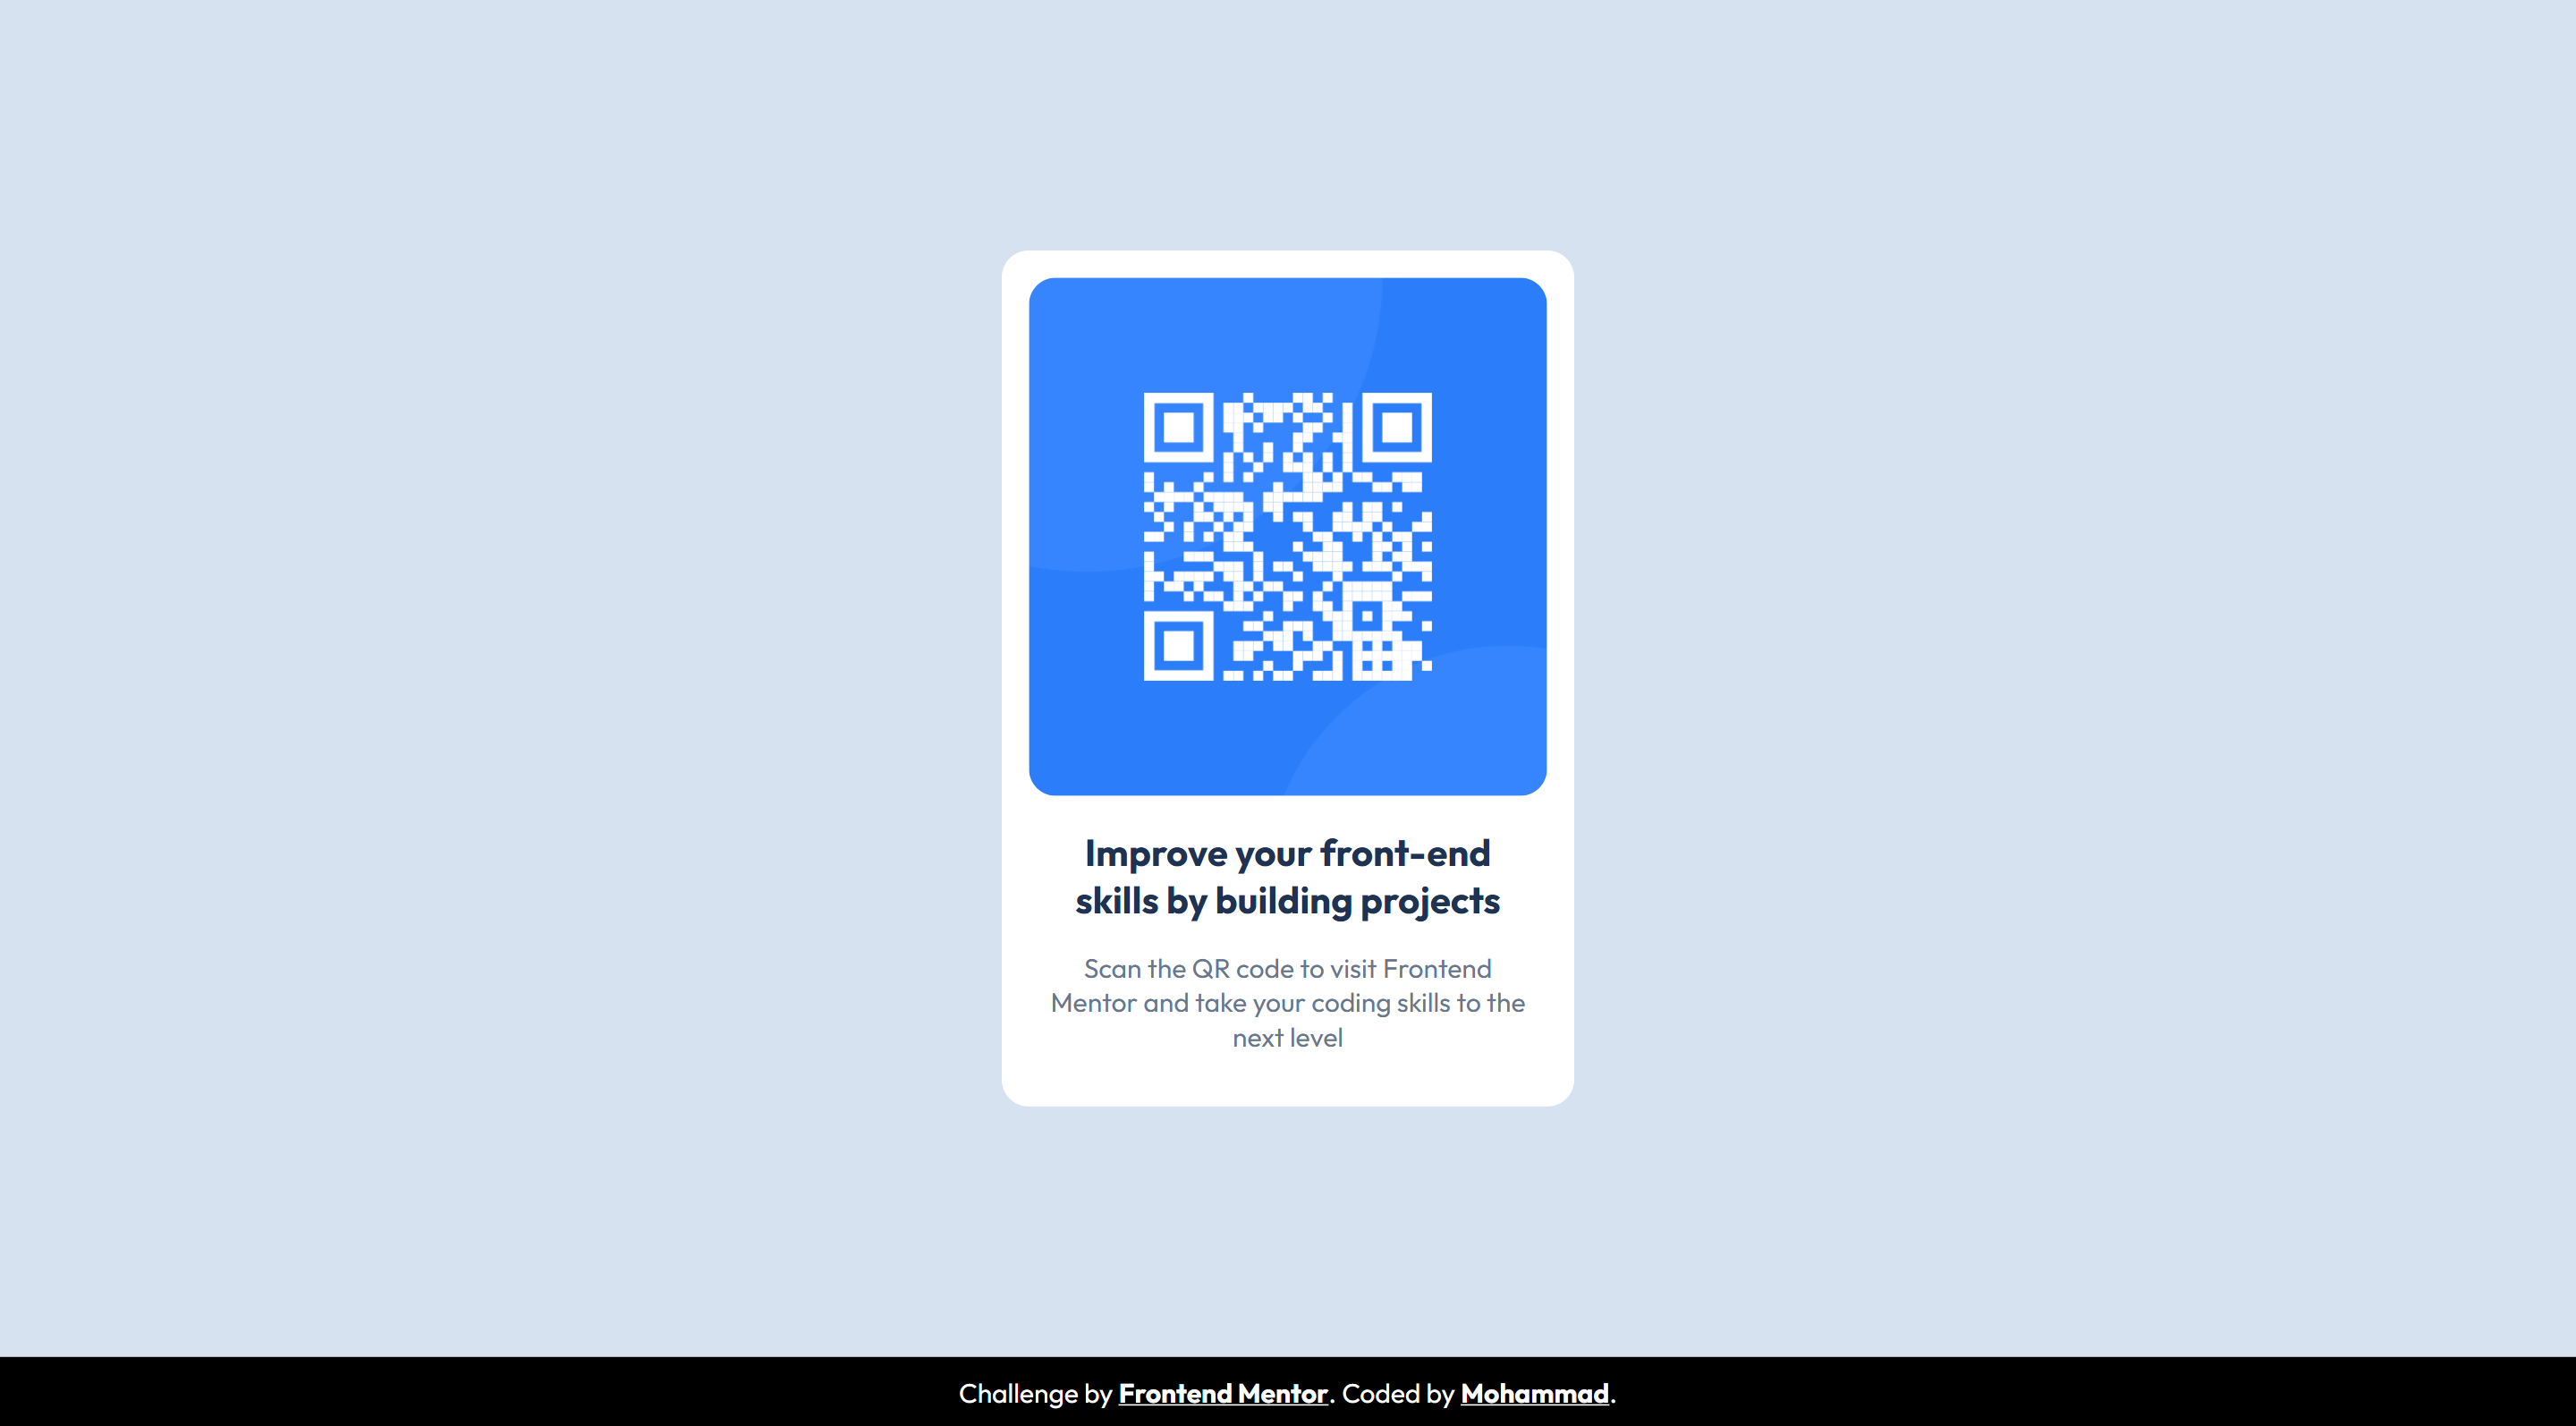 Improve your front-end
skills by building projects
Scan the QR code to visit Frontend
Mentor and take your coding skills to the
next level
Challenge by Frontend Mentor. Coded by Mohammad.